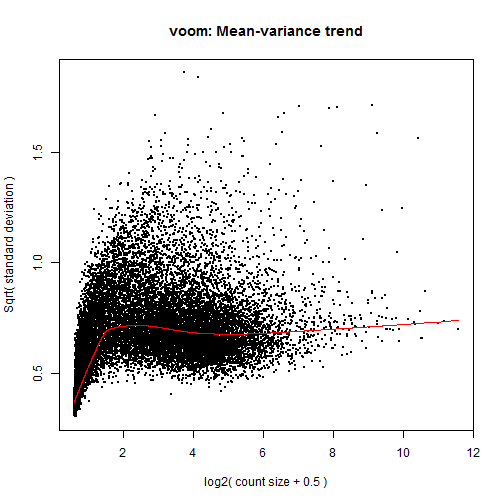 voom: Mean-variance trend
Sqrt( standard deviation )
1.5
1.0
0.5
2 4 6 8 10 12
log2( count size + 0.5 )